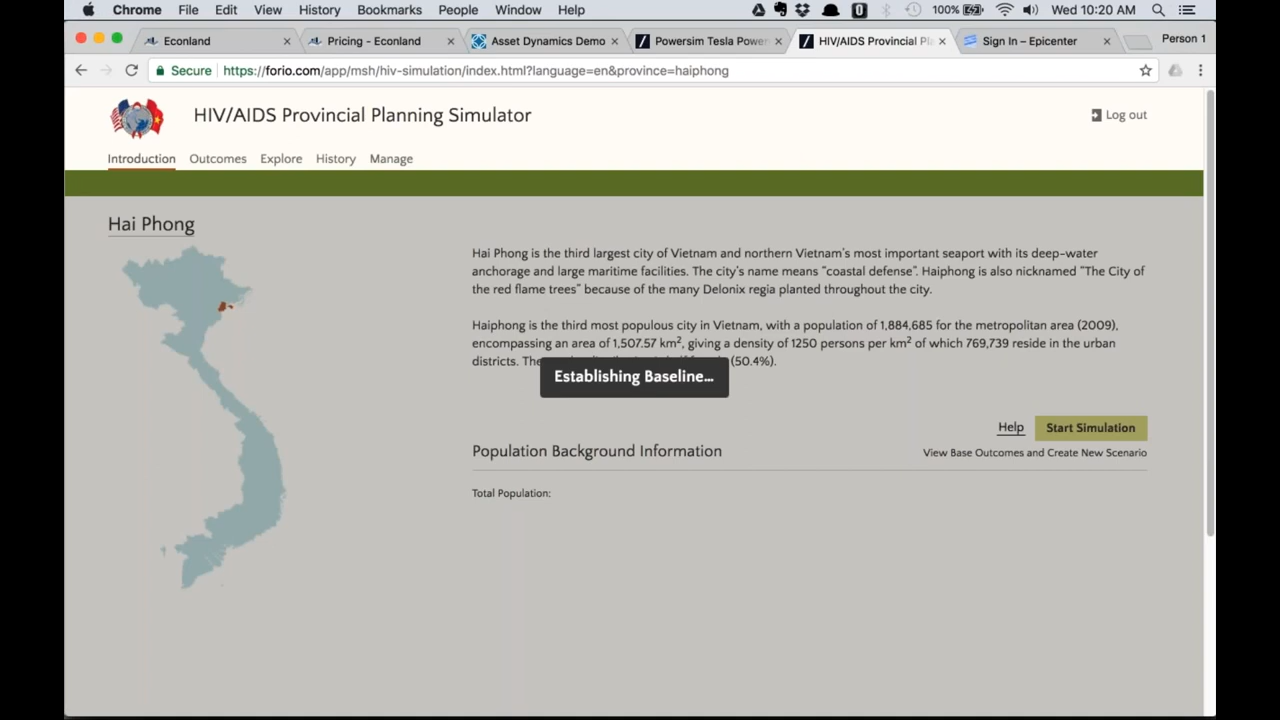 Chrome File Edit View History Bookmarks People Window Help 100% Wed 10:20 AM
Econland Pricing - Econland Asset Dynamics Demo Powersim Tesla Power HIV/AIDS Provincial Pl Sign In – Epicenter Person 1
Secure https://forio.com/app/msh/hiv-simulation/index.html?language=en&province=haiphong
HIV/AIDS Provincial Planning Simulator
Log out
Introduction Outcomes Explore History Manage
Hai Phong
Hai Phong is the third largest city of Vietnam and northern Vietnam's most important seaport with its deep-water
anchorage and large maritime facilities. The city's name means "coastal defense". Haiphong is also nicknamed "The City of
the red flame trees" because of the many Delonix regia planted throughout the city.
Haiphong is the third most populous city in Vietnam, with a population of 1,884,685 for the metropolitan area (2009),
encompassing an area of 1,507.57 km², giving a density of 1250 persons per km² of which 769,739 reside in the urban
districts. The (50.4%).
Establishing Baseline...
Help Start Simulation
Population Background Information
View Base Outcomes and Create New Scenario
Total Population: